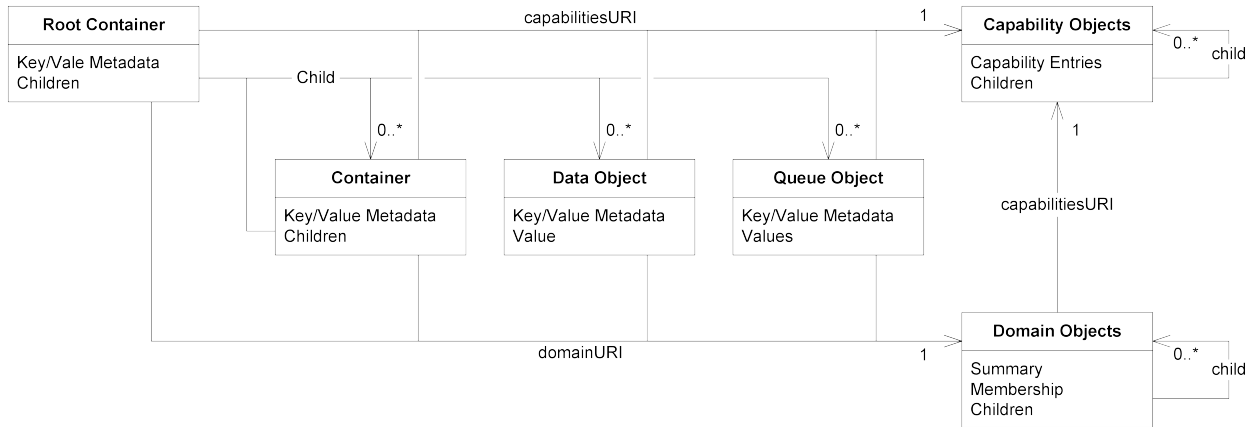 Root Container
Key/Vale Metadata
Children
capabilitiesURI
1
Capability Objects
Capability Entries
Children
0..*
child
Child
0..*
0..*
0..*
Container
Key/Value Metadata
Children
Data Object
Key/Value Metadata
Value
Queue Object
Key/Value Metadata
Values
1
capabilitiesURI
domainURI
1
Domain Objects
Summary
Membership
Children
0..*
child